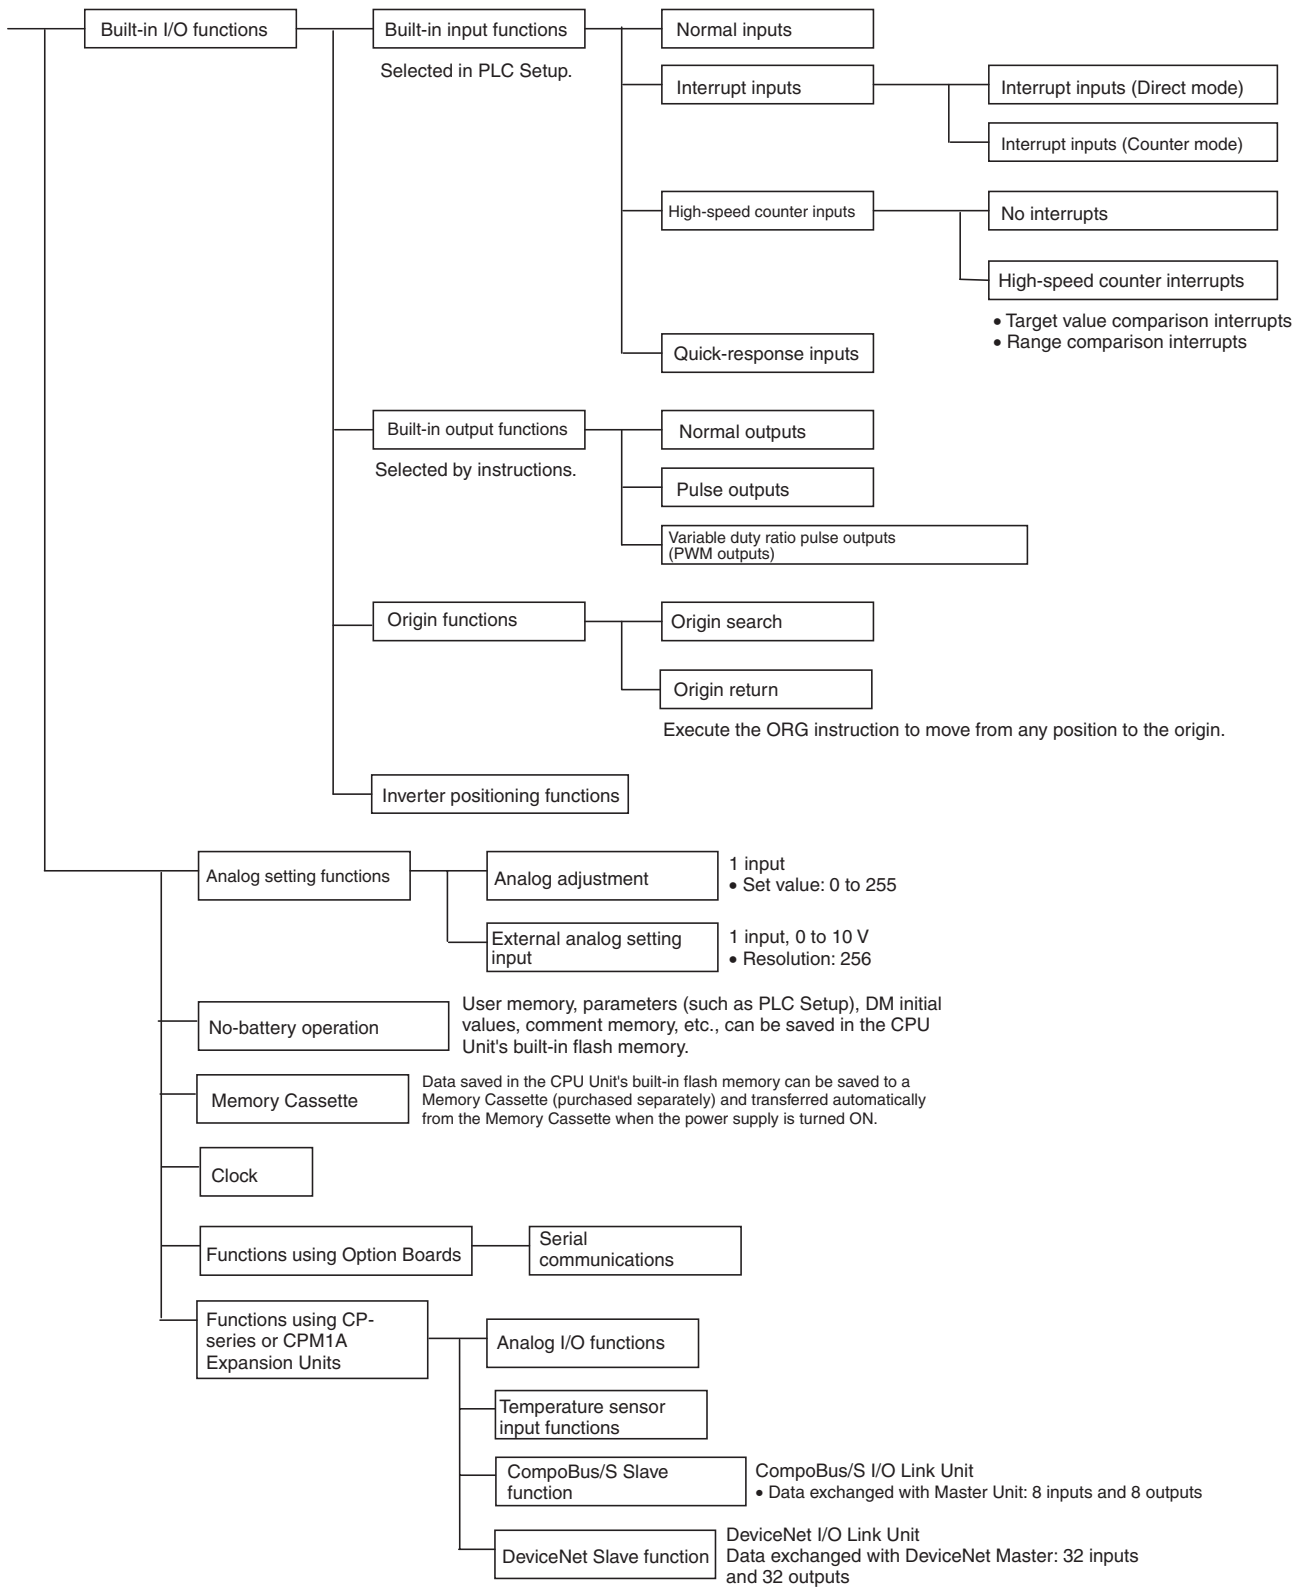 Built-in I/O functions
Built-in input functions
Selected in PLC Setup.
Normal inputs
Interrupt inputs
Interrupt inputs (Direct mode)
Interrupt inputs (Counter mode)
High-speed counter inputs
No interrupts
High-speed counter interrupts
• Target value comparison interrupts
• Range comparison interrupts
Quick-response inputs
Built-in output functions
Selected by instructions.
Normal outputs
Pulse outputs
Variable duty ratio pulse outputs
(PWM outputs)
Origin functions
Origin search
Origin return
Execute the ORG instruction to move from any position to the origin.
Inverter positioning functions
Analog setting functions
Analog adjustment
1 input
• Set value: 0 to 255
External analog setting
input
1 input, 0 to 10 V
• Resolution: 256
No-battery operation
User memory, parameters (such as PLC Setup), DM initial
values, comment memory, etc., can be saved in the CPU
Unit's built-in flash memory.
Memory Cassette
Data saved in the CPU Unit's built-in flash memory can be saved to a
Memory Cassette (purchased separately) and transferred automatically
from the Memory Cassette when the power supply is turned ON.
Clock
Functions using Option Boards
Serial
communications
Functions using CP-
series or CPM1A
Expansion Units
Analog I/O functions
Temperature sensor
input functions
CompoBus/S Slave
function
CompoBus/S I/O Link Unit
• Data exchanged with Master Unit: 8 inputs and 8 outputs
DeviceNet Slave function
DeviceNet I/O Link Unit
Data exchanged with DeviceNet Master: 32 inputs
and 32 outputs